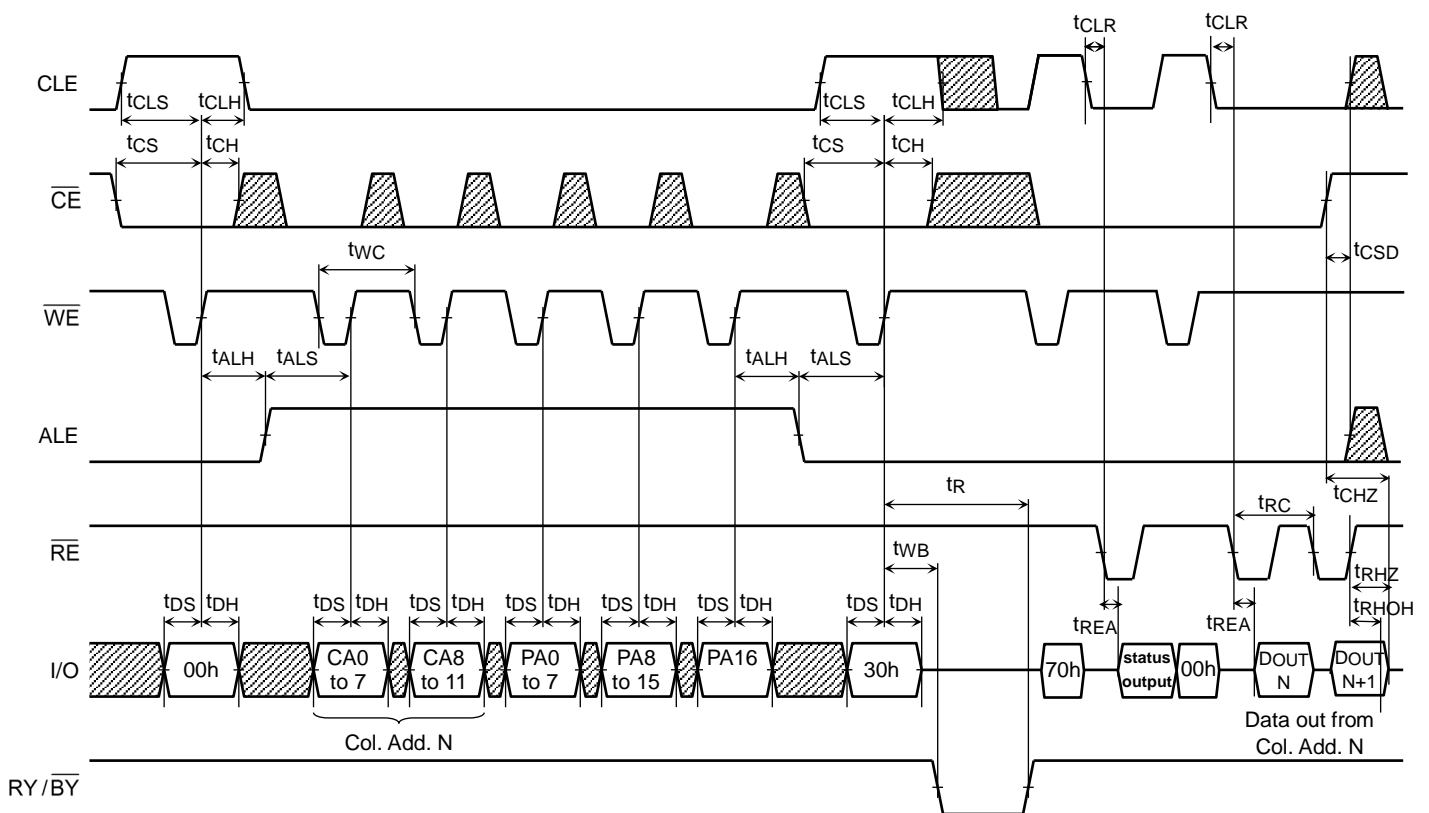 tCLR tCLR
CLE
tCLS tCLH tCLS tCLH
tCS tCH tCS tCH
CE
tCSD
tWC
WE
tALH tALS tALH tALS
ALE
tR tCHZ
tRC
RE
tWB
tRHZ
tDS tDH tDS tDH tDS tDH tDS tDH tDS tDH tDS tDH tDS tDH tRHOH
tREA tREA
I/O
00h
CA0
to 7
CA8
to 11
PA0
to 7
PA8
to 15
PA16
30h
70h
status
output
00h
DOUT
N
DOUT
N+1
Col. Add. N
Data out from
Col. Add. N
RY/BY